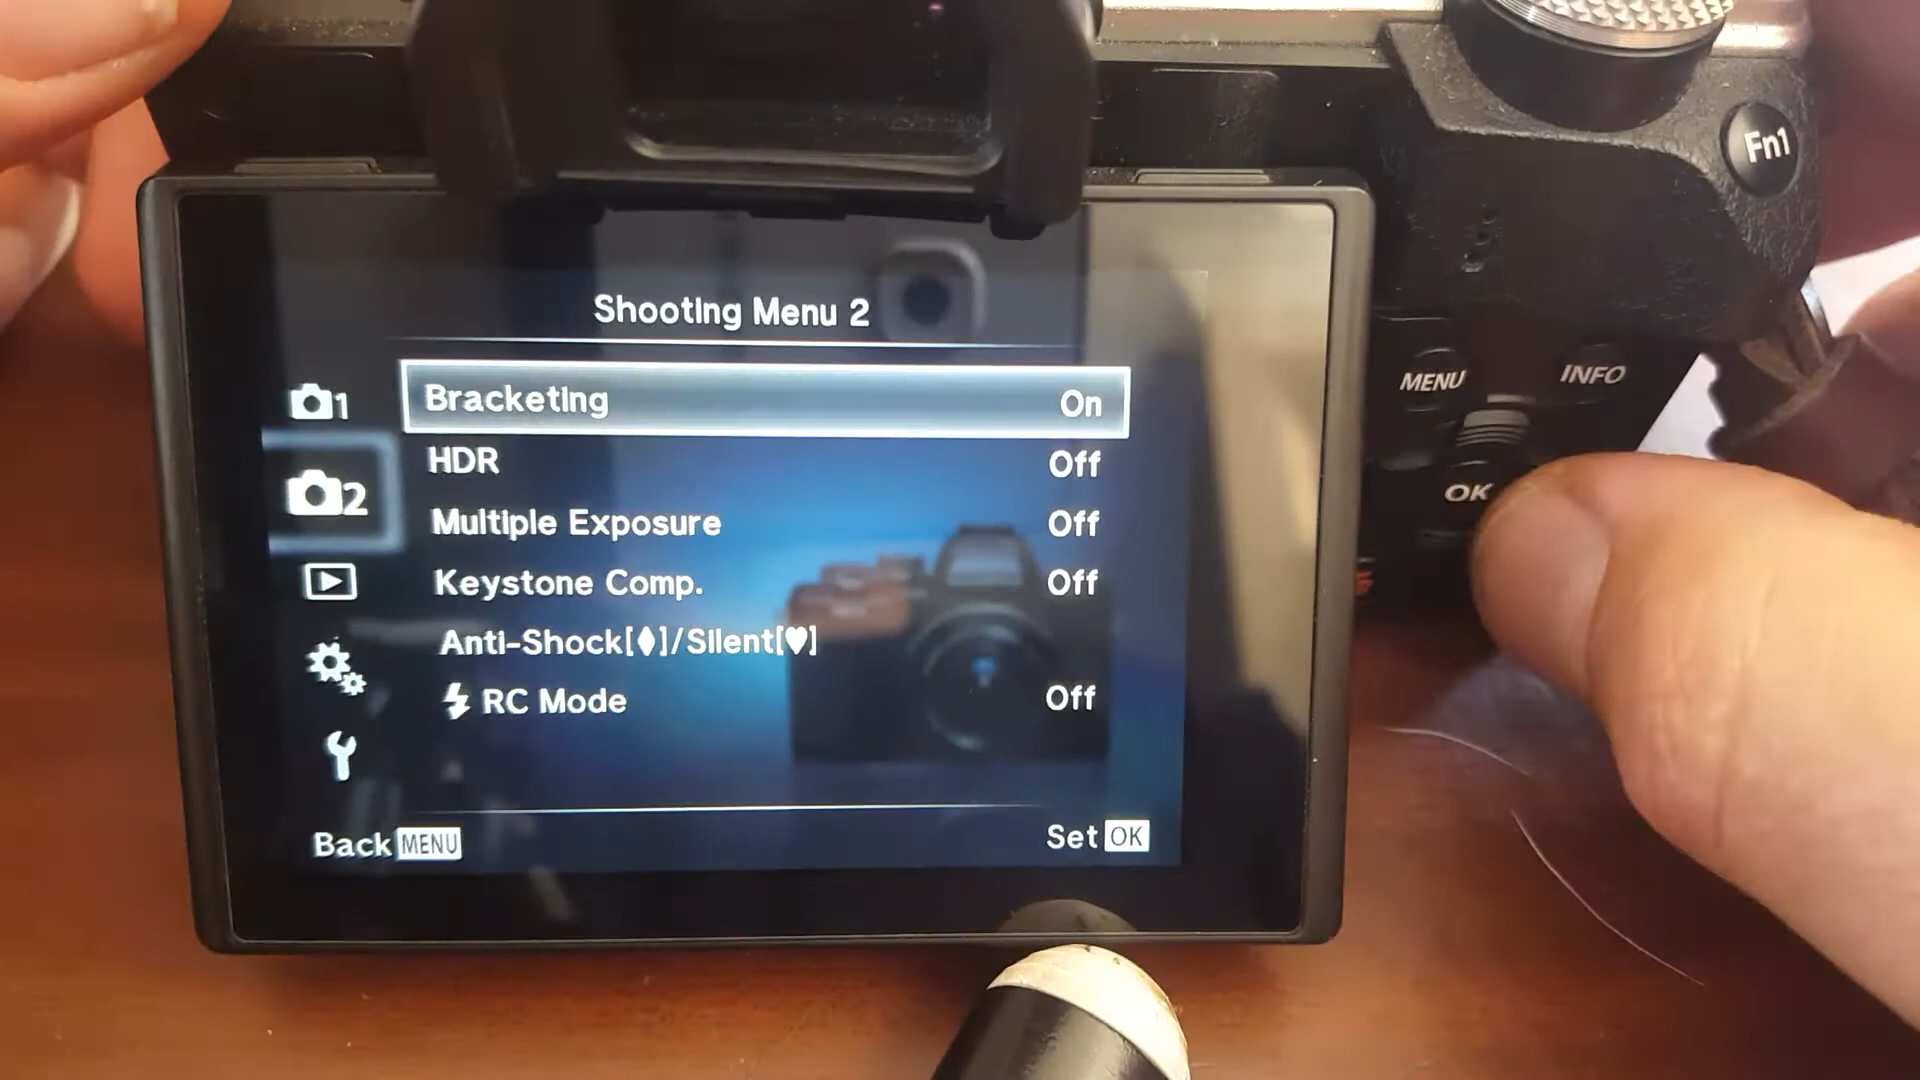 Fn1
MENU
INFO
OK
Shooting Menu 2
1
2
Bracketing On
HDR Off
Multiple Exposure Off
Keystone Comp. Off
Anti-Shock[♦]/Silent[♥]
RC Mode Off
Back MENU
Set OK